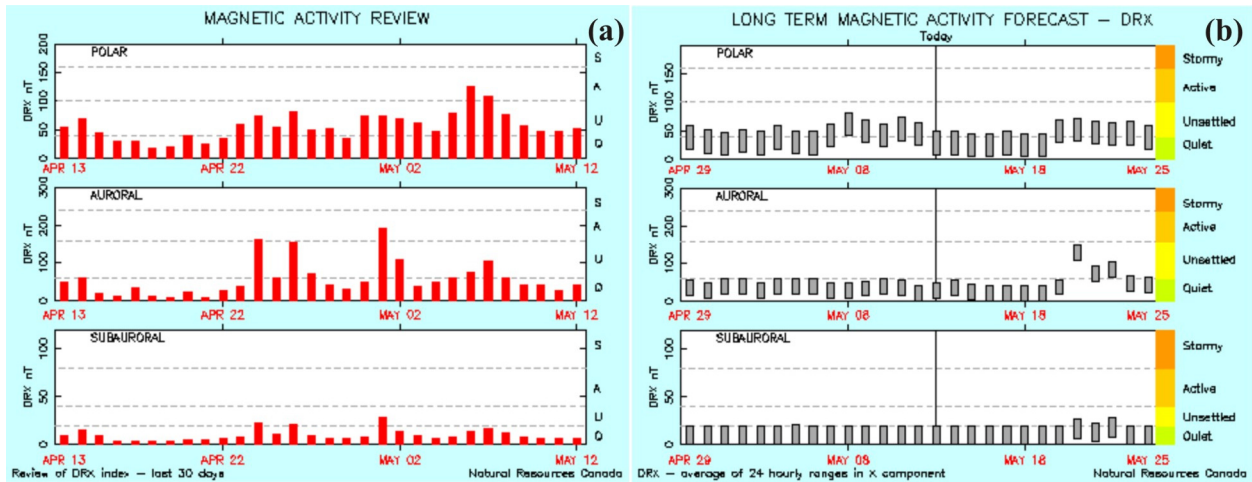 MAGNETIC ACTIVITY REVIEW
(a)
DRX nT
200
150
100
50
0
POLAR
S
A
U
Q
APR 13
APR 22
MAY 02
MAY 12
DRX nT
300
200
100
0
AURORAL
S
A
U
Q
APR 13
APR 22
MAY 02
MAY 12
DRX nT
100
50
0
SUBAURORAL
S
A
U
Q
APR 13
APR 22
MAY 02
MAY 12
Review of DRX index - last 30 days
Natural Resources Canada
LONG TERM MAGNETIC ACTIVITY FORECAST - DRX
(b)
Today
DRX nT
150
100
50
0
POLAR
Stormy
Active
Unsettled
Quiet
APR 29
MAY 08
MAY 18
MAY 25
DRX nT
300
200
100
0
AURORAL
Stormy
Active
Unsettled
Quiet
APR 29
MAY 08
MAY 18
MAY 25
DRX nT
100
50
0
SUBAURORAL
Stormy
Active
Unsettled
Quiet
APR 29
MAY 08
MAY 18
MAY 25
DRX - average of 24 hourly ranges in X component
Natural Resources Canada